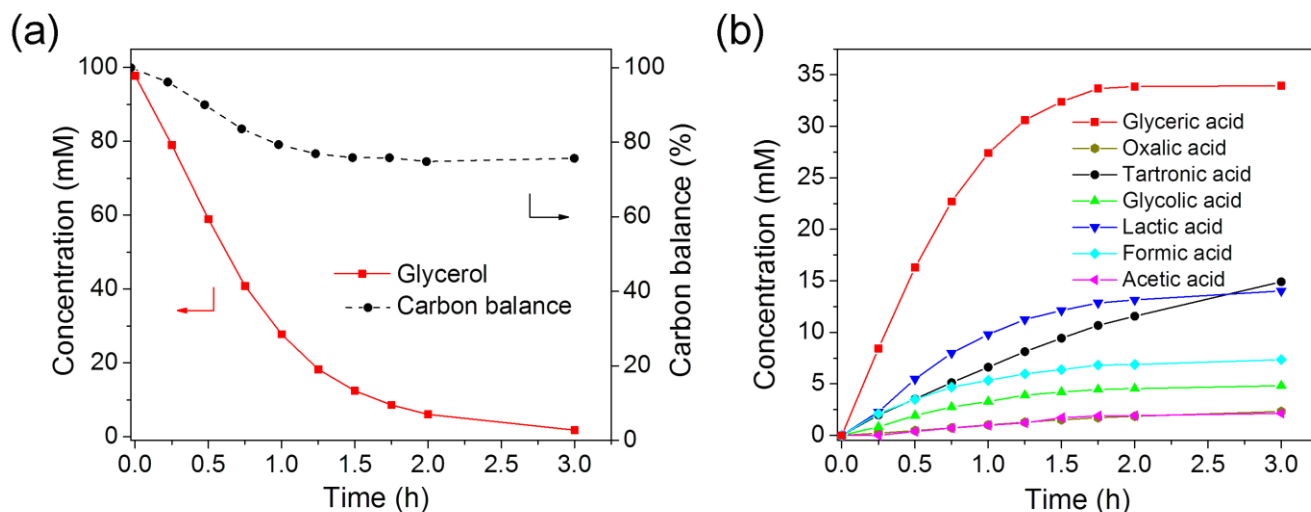 (a)
100
80
60
40
20
0
Concentration (mM)
100
80
60
40
20
0
Carbon balance (%)
Glycerol
Carbon balance
0.0 0.5 1.0 1.5 2.0 2.5 3.0
Time (h)
(b)
35
30
25
20
15
10
5
0
Concentration (mM)
Glyceric acid
Oxalic acid
Tartronic acid
Glycolic acid
Lactic acid
Formic acid
Acetic acid
0.0 0.5 1.0 1.5 2.0 2.5 3.0
Time (h)